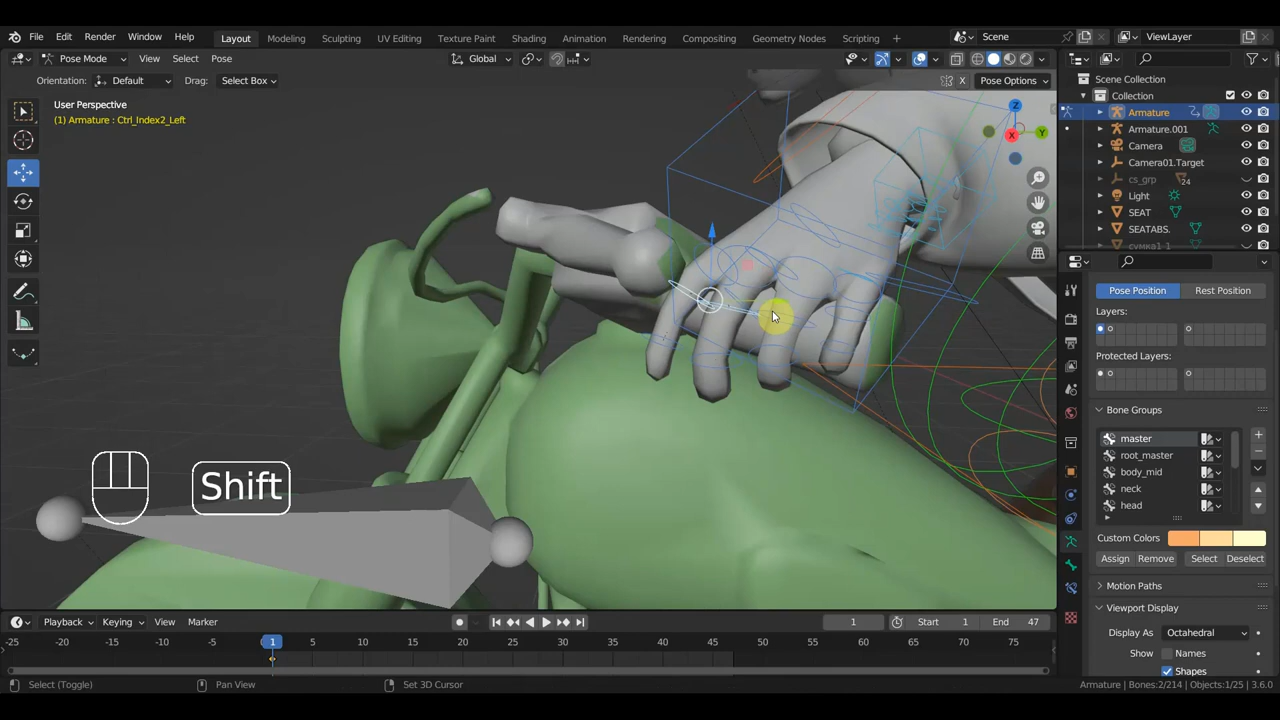 File Edit Render Window Help Layout Modeling Sculpting UV Editing Texture Paint Shading Animation Rendering Compositing Geometry Nodes Scripting + Scene ViewLayer
Pose Mode View Select Pose Global
Orientation: Default Drag: Select Box X Pose Options
User Perspective
(1) Armature : Ctrl_Index2_Left
Z
X
Y
Scene Collection
Collection
Armature
Armature.001
Camera
Camera01.Target
cs_grp 24
Light
SEAT
SEATABS.
сумка1-1
Pose Position Rest Position
Layers:
Protected Layers:
Bone Groups
master
root_master
body_mid
neck
head
Custom Colors
Assign Remove Select Deselect
Motion Paths
Viewport Display
Display As Octahedral
Show Names
Shapes
Shift
Playback Keying View Marker 1 Start 1 End 47
-25 -20 -15 -10 -5 1 5 10 15 20 25 30 35 40 45 50 55 60 65 70 75
Select (Toggle) Pan View Set 3D Cursor Armature | Bones:2/214 | Objects:1/25 | 3.6.0